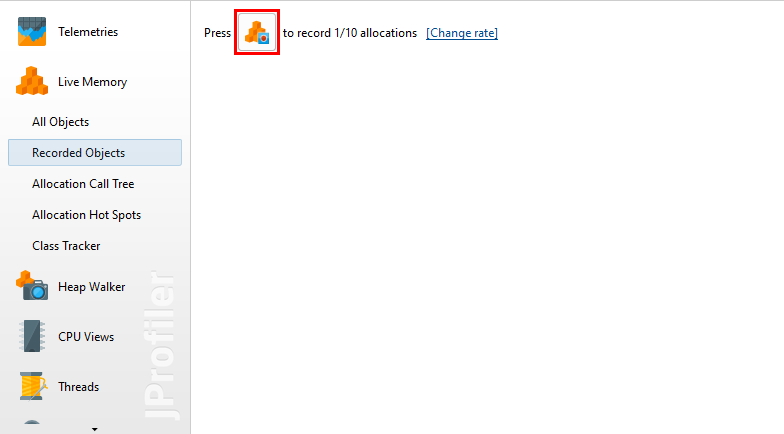 Telemetries
Live Memory
All Objects
Recorded Objects
Allocation Call Tree
Allocation Hot Spots
Class Tracker
Heap Walker
CPU Views
Threads
JProfiler
Press to record 1/10 allocations [Change rate]